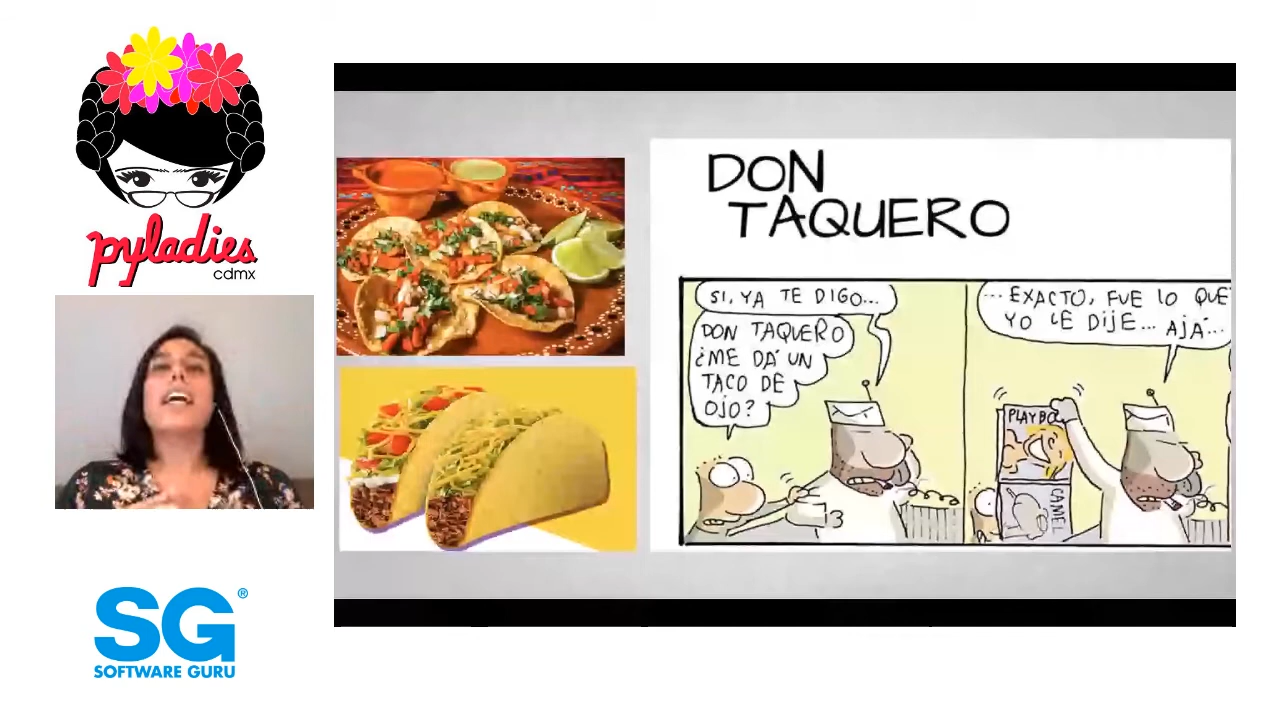 pyladies
cdmx
SG®
SOFTWARE GURU
DON
TAQUERO
SI, YA TE DIGO...
DON TAQUERO
¿ME DÁ UN
TACO DE
OJO?
... EXACTO, FUE LO QUE
YO LE DIJE... AJÁ...
PLAYBO
CAMEL